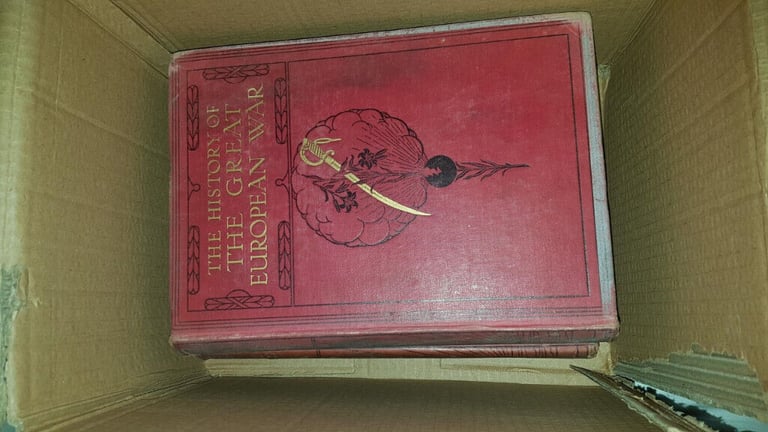 THE HISTORY OF
THE GREAT
EUROPEAN WAR